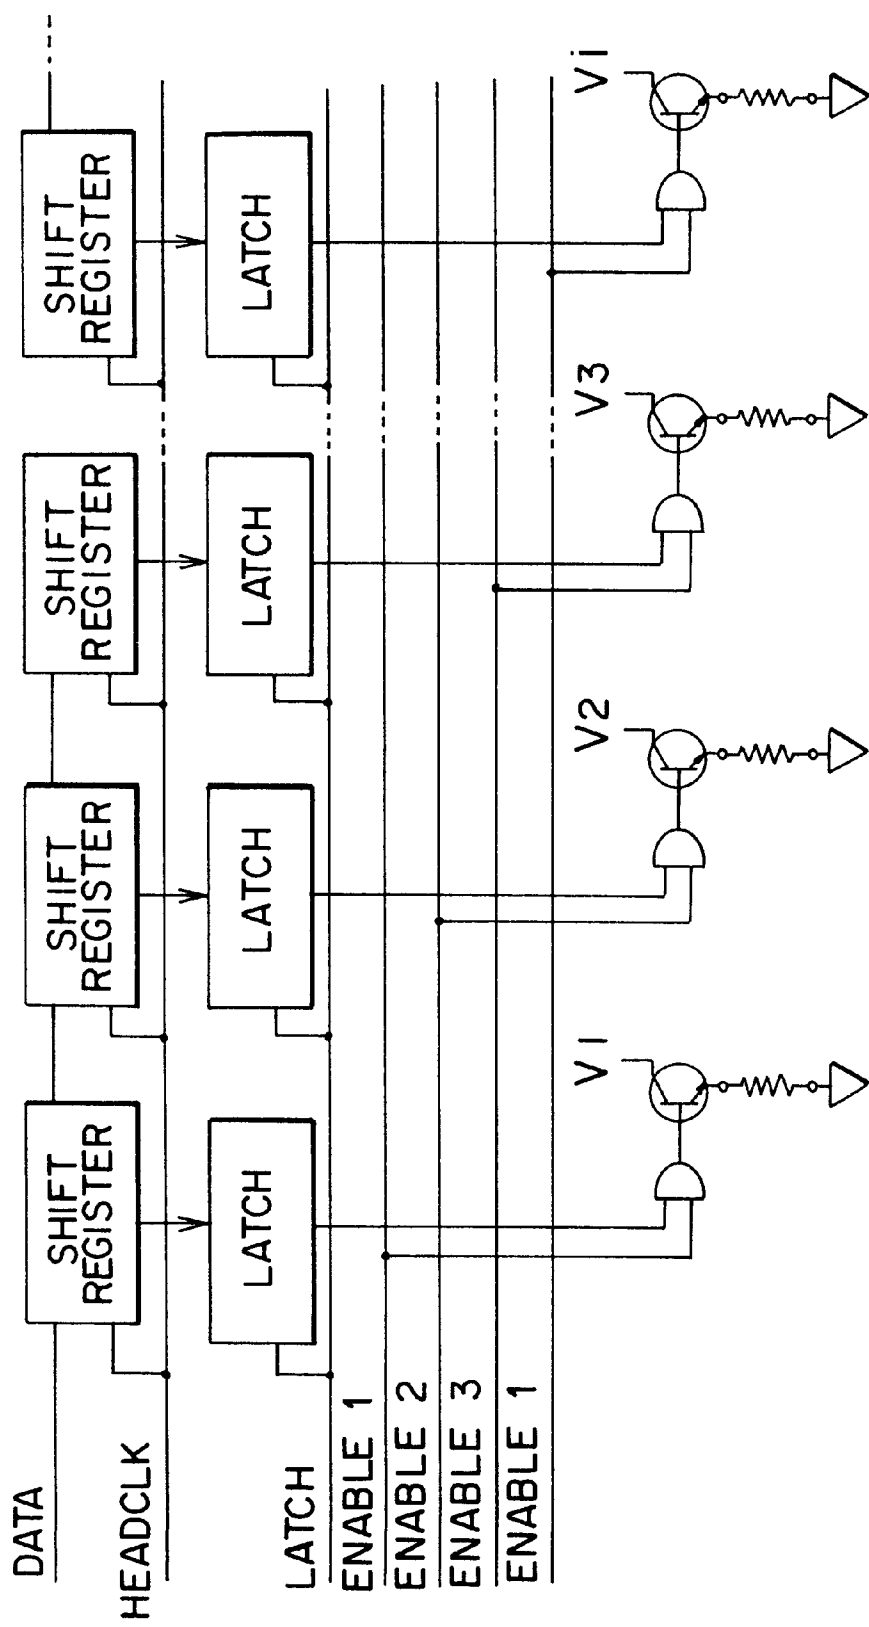 DATA
SHIFT
REGISTER
SHIFT
REGISTER
SHIFT
REGISTER
SHIFT
REGISTER
HEADCLK
LATCH
LATCH
LATCH
LATCH
LATCH
ENABLE 1
ENABLE 2
ENABLE 3
ENABLE 1
V1
V2
V3
Vi